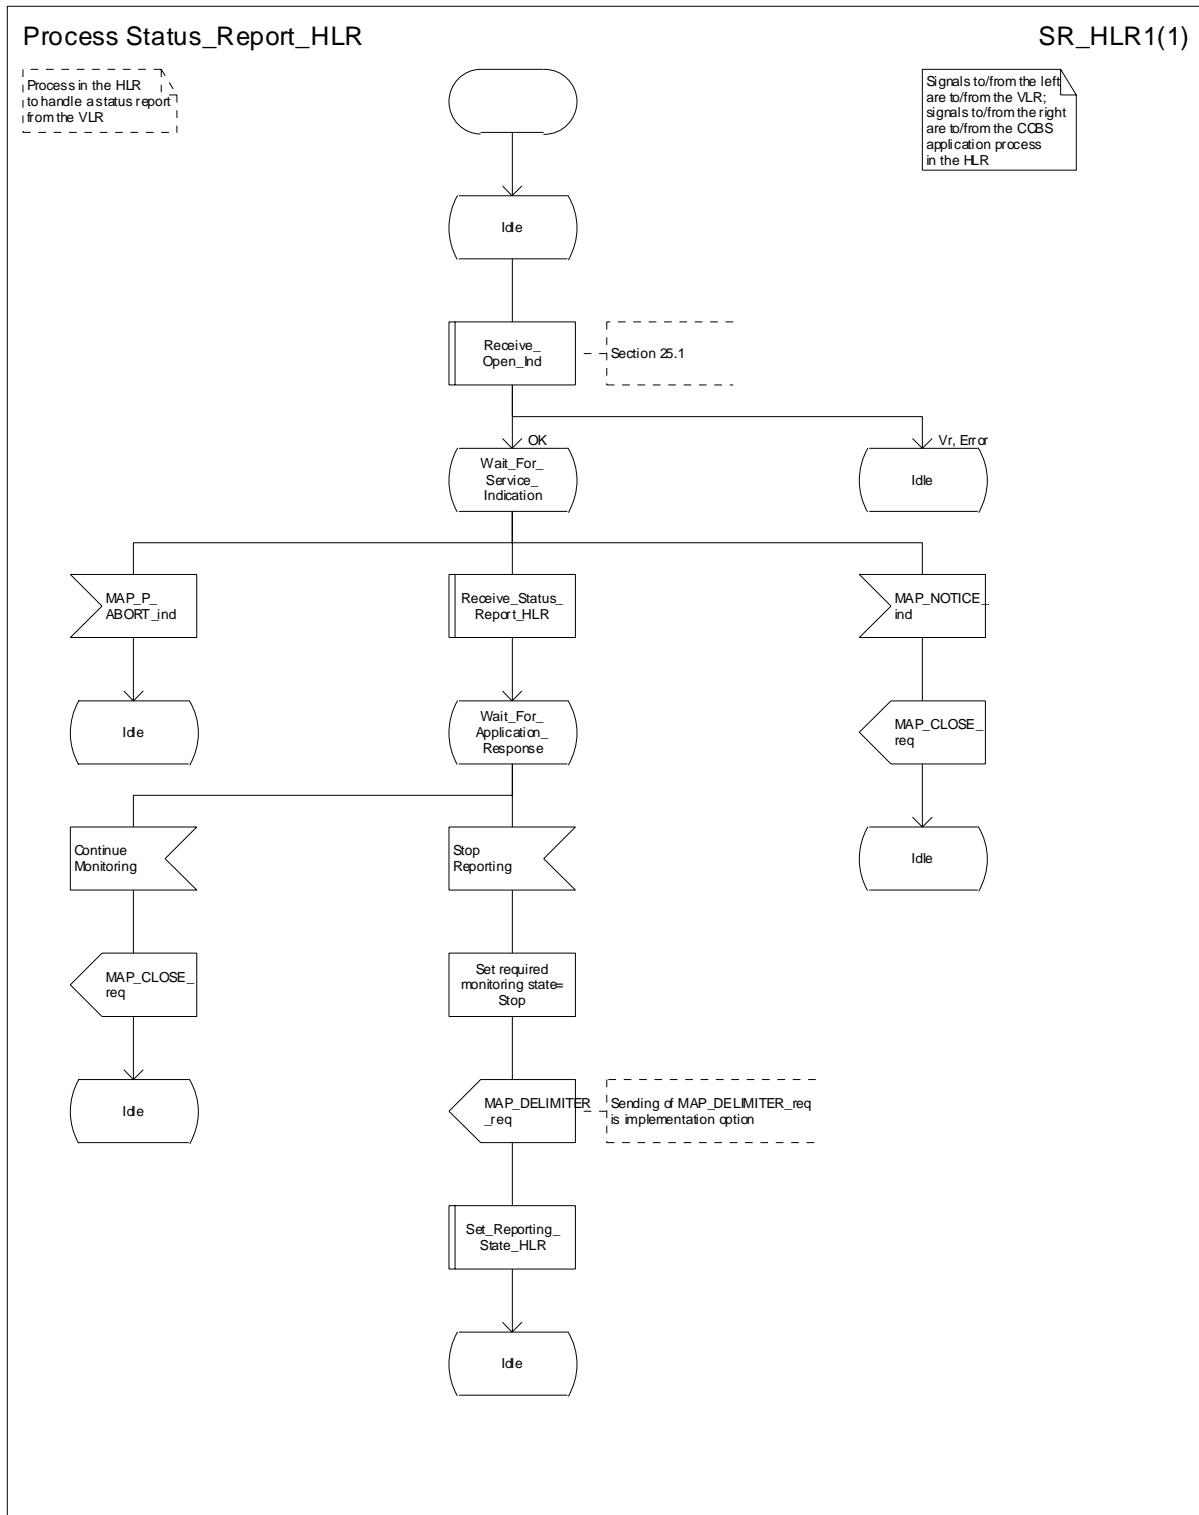 Process Status_Report_HLR
SR_HLR1(1)
Process in the HLR
to handle a status report
from the VLR
Signals to/from the left
are to/from the VLR;
signals to/from the right
are to/from the CCBS
application process
in the HLR
Idle
Receive_
Open_Ind
Section 25.1
OK
Vr, Error
Wait_For_
Service_
Indication
Idle
MAP_P_
ABORT_ind
Receive_Status_
Report_HLR
MAP_NOTICE_
ind
Idle
Wait_For_
Application_
Response
MAP_CLOSE_
req
Continue
Monitoring
Stop
Reporting
Idle
MAP_CLOSE_
req
Set required
monitoring state=
Stop
Idle
MAP_DELIMITER
_req
Sending of MAP_DELIMITER_req
is implementation option
Set_Reporting_
State_HLR
Idle